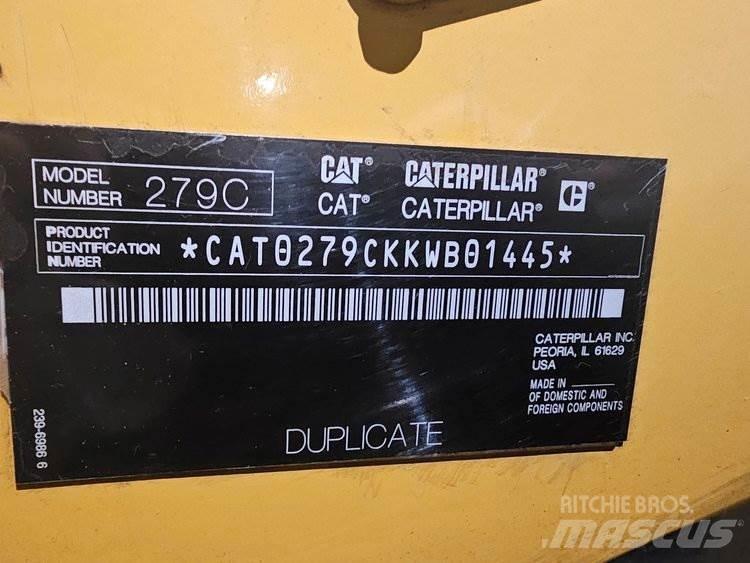 MODEL
NUMBER 279C
CAT® CATERPILLAR®
CAT® CATERPILLAR® C®
PRODUCT
IDENTIFICATION
NUMBER
*CAT0279CKKWB01445*
CATERPILLAR INC.
PEORIA, IL 61629
USA
MADE IN ______
OF DOMESTIC AND
FOREIGN COMPONENTS
239-6986 6
DUPLICATE
RITCHIE BROS.
MASCUS